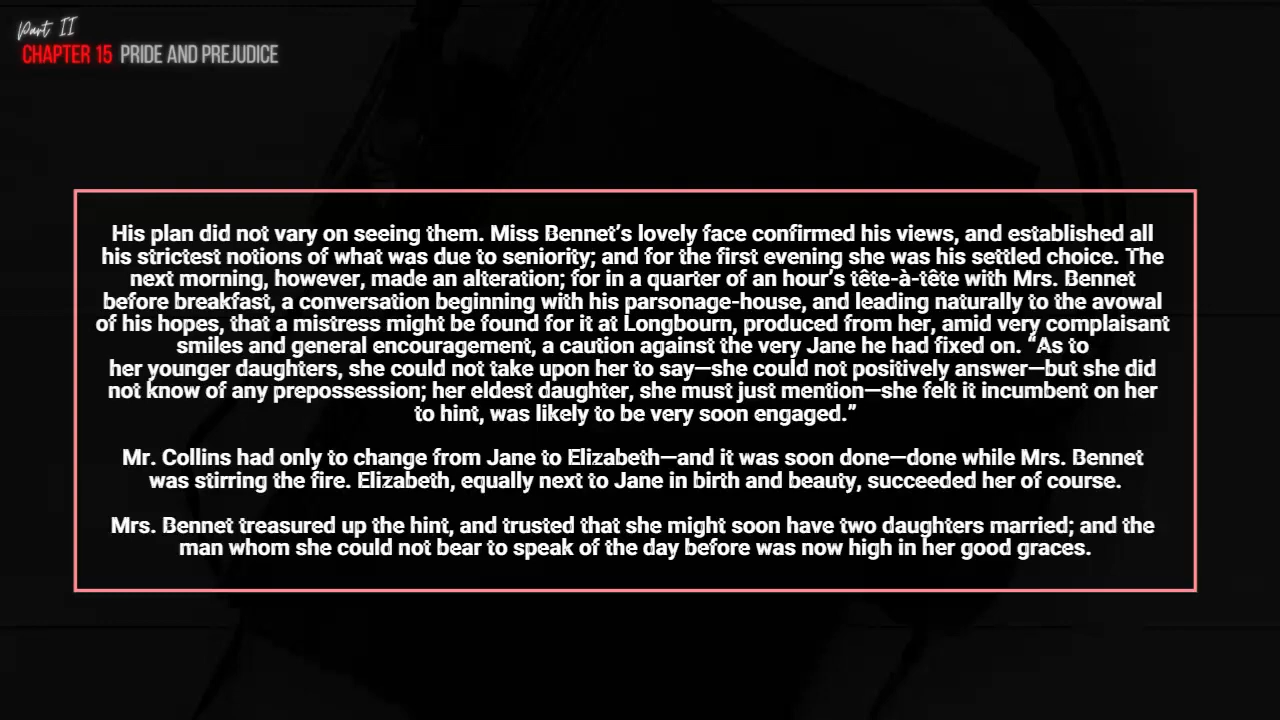 Part II
CHAPTER 15 PRIDE AND PREJUDICE
His plan did not vary on seeing them. Miss Bennet’s lovely face confirmed his views, and established all
his strictest notions of what was due to seniority; and for the first evening she was his settled choice. The
next morning, however, made an alteration; for in a quarter of an hour’s tête-à-tête with Mrs. Bennet
before breakfast, a conversation beginning with his parsonage-house, and leading naturally to the avowal
of his hopes, that a mistress might be found for it at Longbourn, produced from her, amid very complaisant
smiles and general encouragement, a caution against the very Jane he had fixed on. “As to
her younger daughters, she could not take upon her to say—she could not positively answer—but she did
not know of any prepossession; her eldest daughter, she must just mention—she felt it incumbent on her
to hint, was likely to be very soon engaged.”
Mr. Collins had only to change from Jane to Elizabeth—and it was soon done—done while Mrs. Bennet
was stirring the fire. Elizabeth, equally next to Jane in birth and beauty, succeeded her of course.
Mrs. Bennet treasured up the hint, and trusted that she might soon have two daughters married; and the
man whom she could not bear to speak of the day before was now high in her good graces.